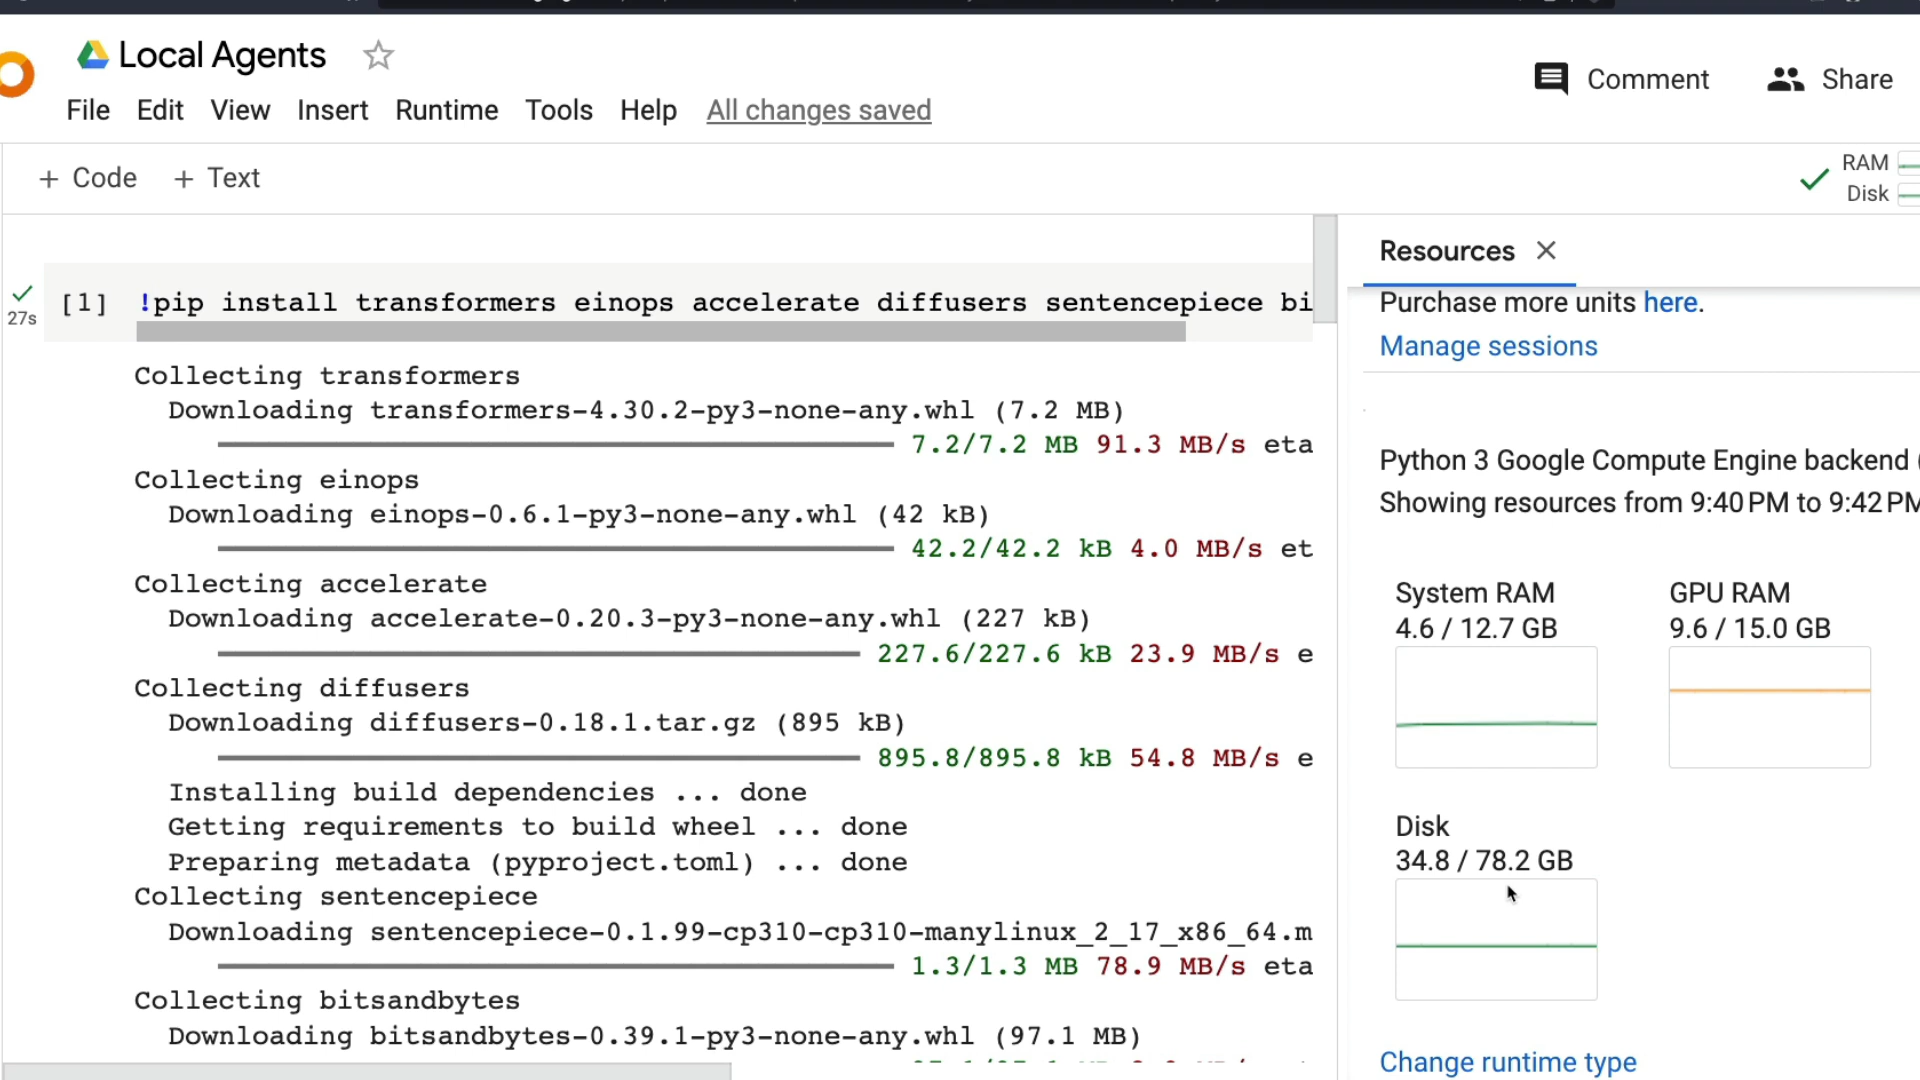 Local Agents
Comment
Share
File Edit View Insert Runtime Tools Help All changes saved
+ Code + Text
RAM
Disk
Resources
27s
[1] !pip install transformers einops accelerate diffusers sentencepiece bi
Collecting transformers
Downloading transformers-4.30.2-py3-none-any.whl (7.2 MB)
7.2/7.2 MB 91.3 MB/s eta
Collecting einops
Downloading einops-0.6.1-py3-none-any.whl (42 kB)
42.2/42.2 kB 4.0 MB/s et
Collecting accelerate
Downloading accelerate-0.20.3-py3-none-any.whl (227 kB)
227.6/227.6 kB 23.9 MB/s e
Collecting diffusers
Downloading diffusers-0.18.1.tar.gz (895 kB)
895.8/895.8 kB 54.8 MB/s e
Installing build dependencies ... done
Getting requirements to build wheel ... done
Preparing metadata (pyproject.toml) ... done
Collecting sentencepiece
Downloading sentencepiece-0.1.99-cp310-cp310-manylinux_2_17_x86_64.m
1.3/1.3 MB 78.9 MB/s eta
Collecting bitsandbytes
Downloading bitsandbytes-0.39.1-py3-none-any.whl (97.1 MB)
Purchase more units here.
Manage sessions
Python 3 Google Compute Engine backend (
Showing resources from 9:40 PM to 9:42 PM
System RAM
4.6 / 12.7 GB
GPU RAM
9.6 / 15.0 GB
Disk
34.8 / 78.2 GB
Change runtime type